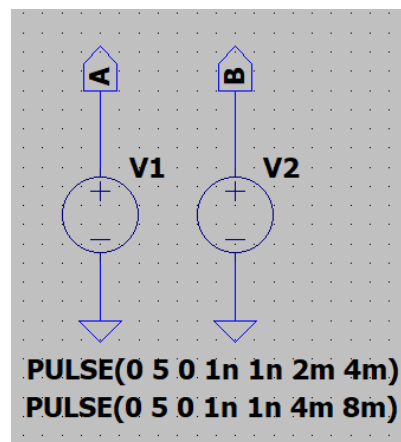 A B
V1 V2
PULSE(0 5 0 1n 1n 2m 4m)
PULSE(0 5 0 1n 1n 4m 8m)